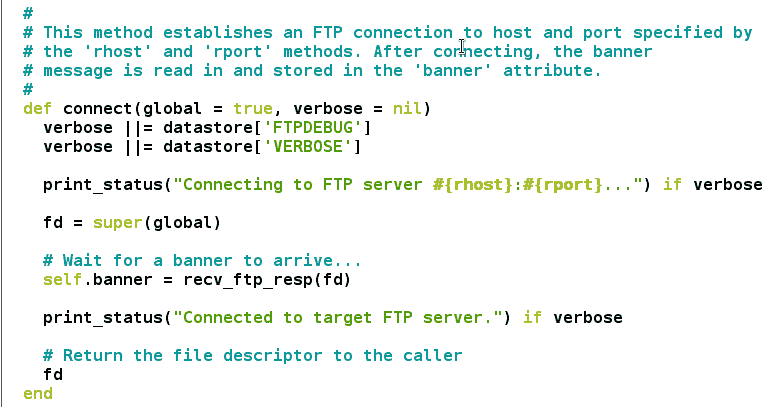 #
# This method establishes an FTP connection to host and port specified by
# the 'rhost' and 'rport' methods. After connecting, the banner
# message is read in and stored in the 'banner' attribute.
#
def connect(global = true, verbose = nil)
  verbose ||= datastore['FTPDEBUG']
  verbose ||= datastore['VERBOSE']

  print_status("Connecting to FTP server #{rhost}:#{rport}...") if verbose

  fd = super(global)

  # Wait for a banner to arrive...
  self.banner = recv_ftp_resp(fd)

  print_status("Connected to target FTP server.") if verbose

  # Return the file descriptor to the caller
  fd
end